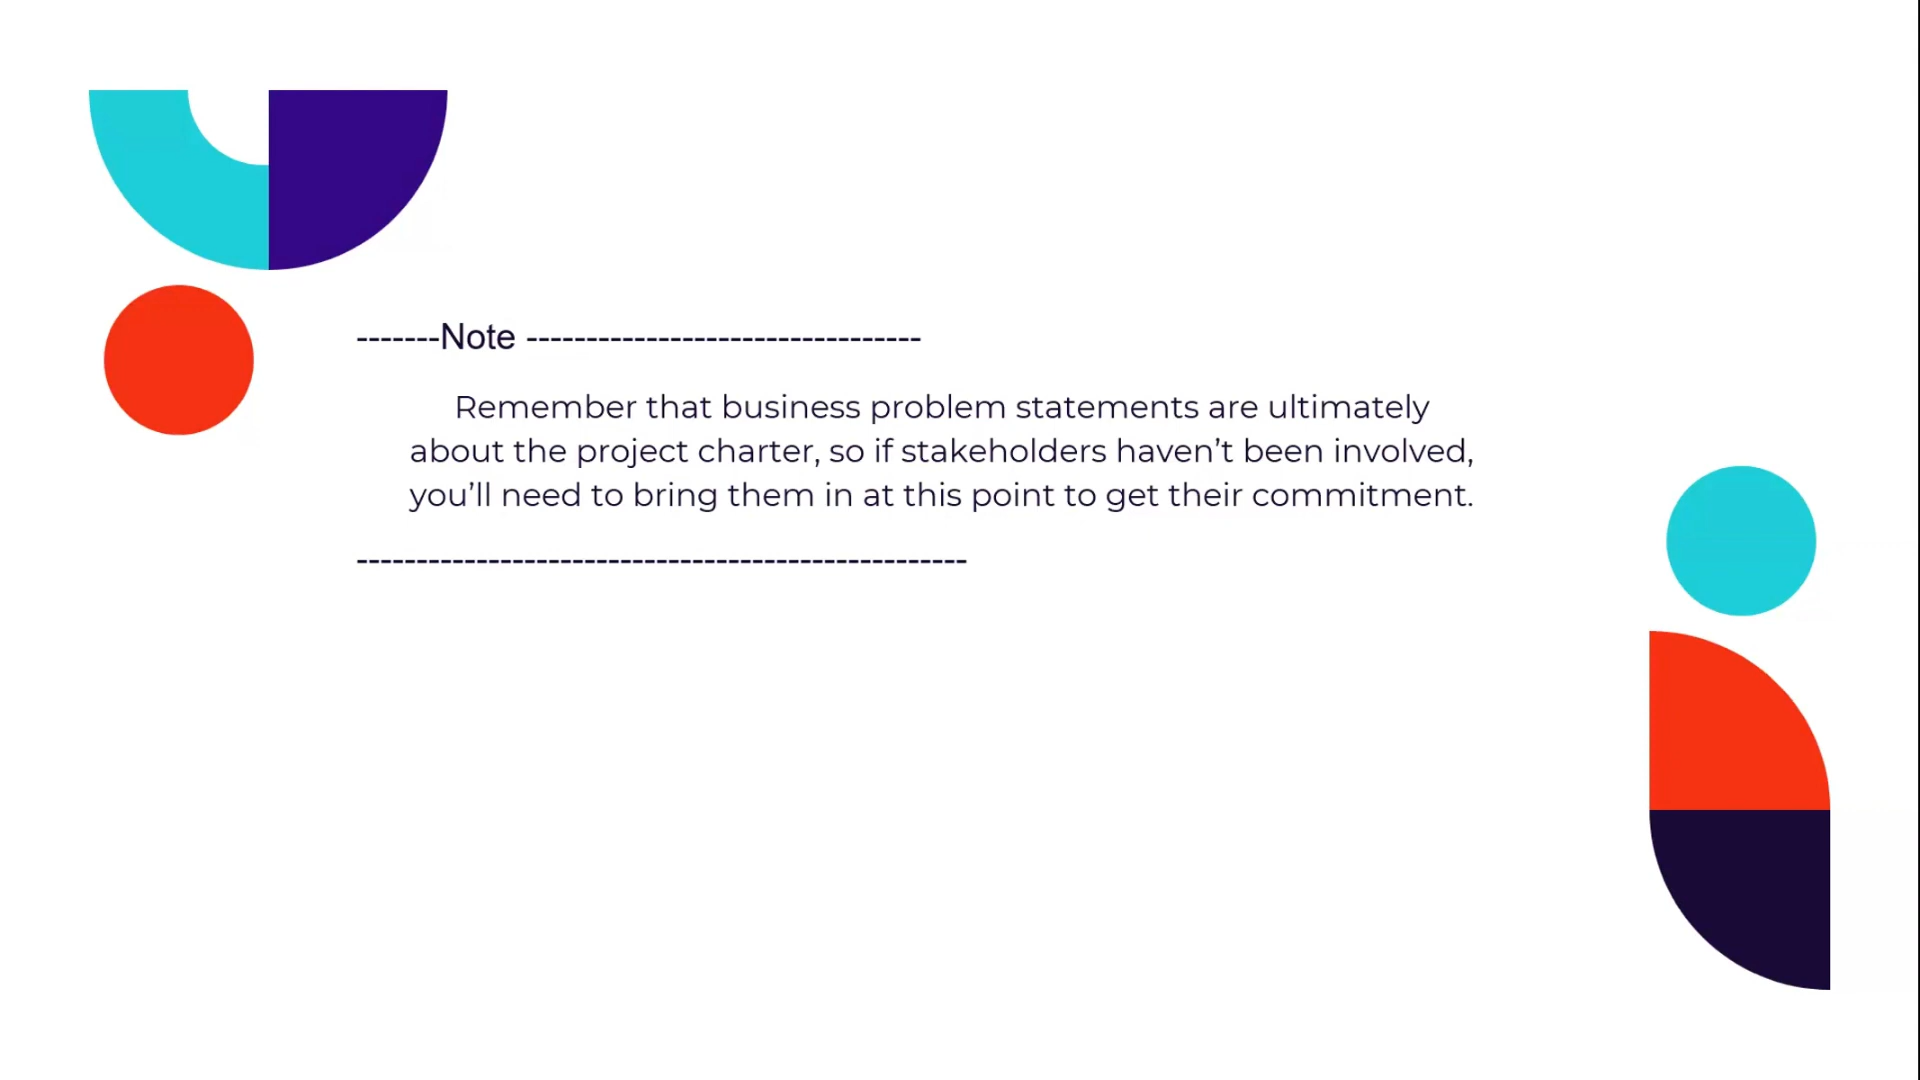 -------Note ---------------------------------
Remember that business problem statements are ultimately
about the project charter, so if stakeholders haven’t been involved,
you’ll need to bring them in at this point to get their commitment.
---------------------------------------------------